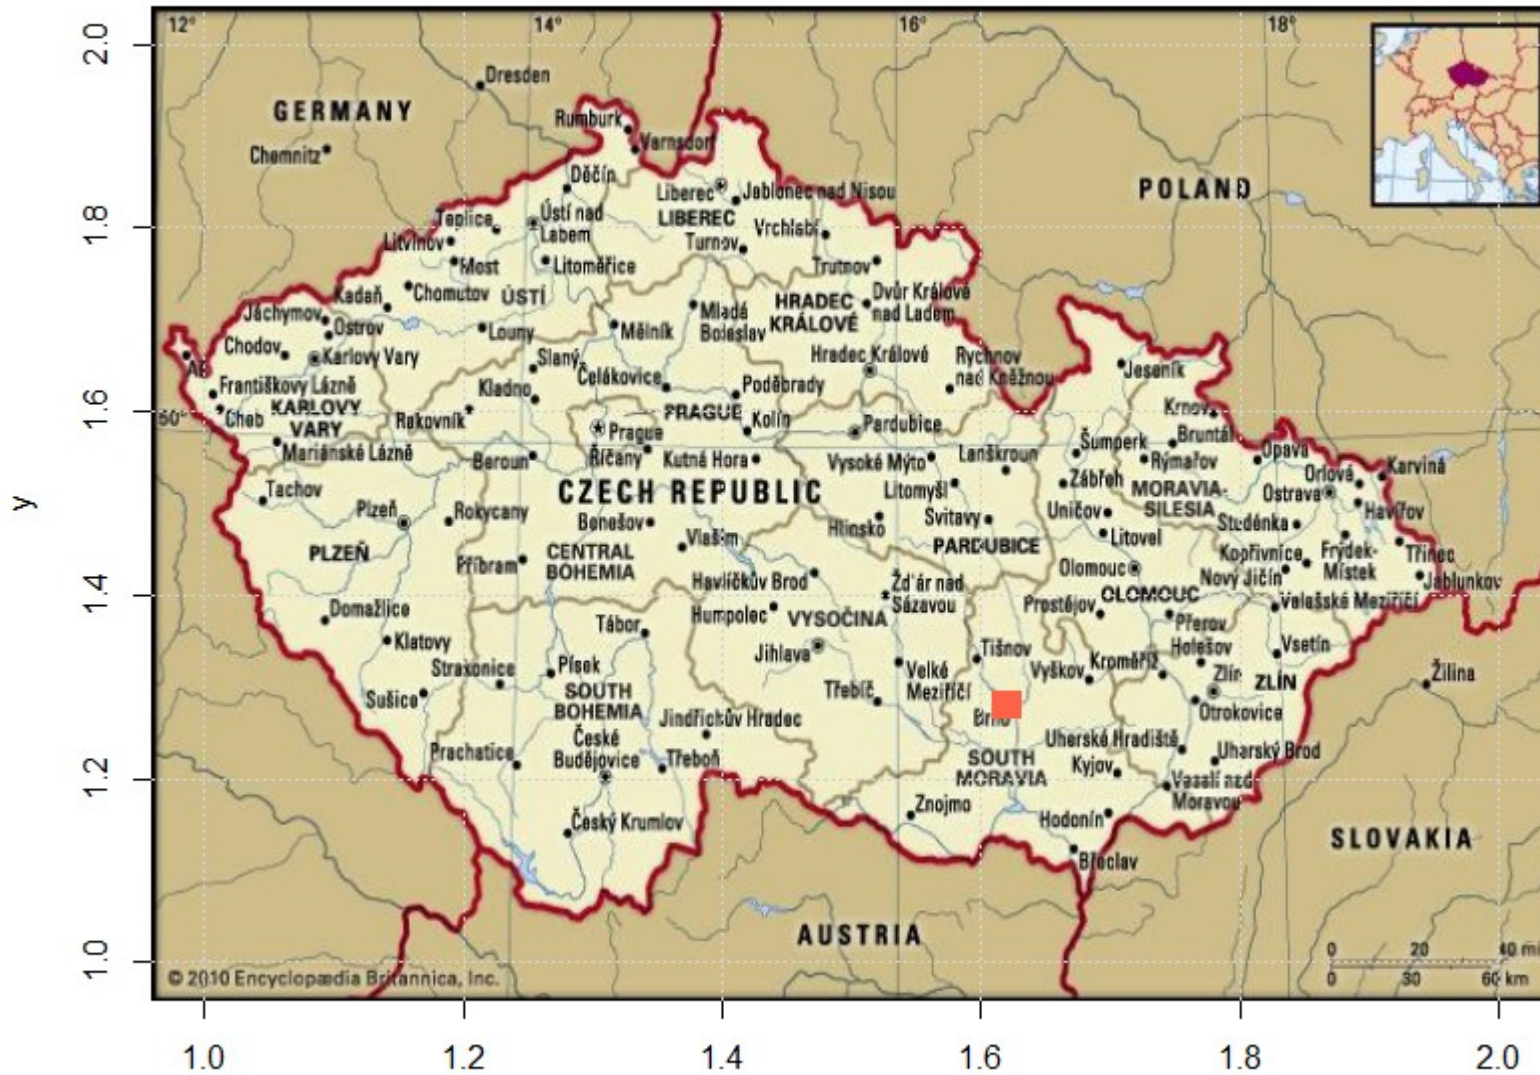 2.0
1.8
1.6
1.4
1.2
1.0
y
12°
14°
16°
18°
50°
GERMANY
Dresden
Chemnitz
Rumburk
Varnsdorf
POLAND
Děčín
Liberec
Jablonec nad Nisou
LIBEREC
Teplice
Ústí nad
Labem
Vrchlabí
Litvínov
Turnov
Most
Litoměřice
Trutnov
Kadaň
Chomutov
ÚSTÍ
HRADEC
KRÁLOVÉ
Dvůr Králové
nad Labem
Jáchymov
Ostrov
Louny
Mělník
Mladá
Boleslav
Chodov
Karlovy Vary
Slaný
Hradec Králové
Rychnov
nad Kněžnou
Jeseník
Františkovy Lázně
Kladno
Čelákovice
Poděbrady
Cheb
KARLOVY
VARY
Rakovník
PRAGUE
Kolín
Krnov
Prague
Pardubice
Bruntál
Mariánské Lázně
Beroun
Říčany
Kutná Hora
Vysoké Mýto
Lanškroun
Šumperk
Rýmařov
Opava
Orlová
Karviná
Tachov
Plzeň
Rokycany
CZECH REPUBLIC
Litomyšl
Zábřeh
MORAVIA-
SILESIA
Ostrava
Havířov
Benešov
Hlinsko
Svitavy
Uničov
Studénka
PLZEŇ
Příbram
CENTRAL
BOHEMIA
Vlašim
PARDUBICE
Litovel
Kopřivnice
Frýdek-
Místek
Třinec
Havlíčkův Brod
Žd'ár nad
Sázavou
Olomouc
OLOMOUC
Nový Jičín
Jablunkov
Domažlice
Humpolec
VYSOČINA
Prostějov
Valašské Meziříčí
Klatovy
Tábor
Jihlava
Tišnov
Přerov
Holešov
Vsetín
Strakonice
Písek
Velké
Meziříčí
Vyškov
Kroměříž
Zlín
ZLÍN
Žilina
Sušice
SOUTH
BOHEMIA
Třebíč
Brno
Otrokovice
Jindřichův Hradec
Prachatice
České
Budějovice
Třeboň
SOUTH
MORAVIA
Uherské Hradiště
Kyjov
Uherský Brod
Veselí nad
Moravou
Český Krumlov
Znojmo
Hodonín
Břeclav
SLOVAKIA
AUSTRIA
0 20 40 mi
0 30 60 km
© 2010 Encyclopædia Britannica, Inc.
1.0 1.2 1.4 1.6 1.8 2.0